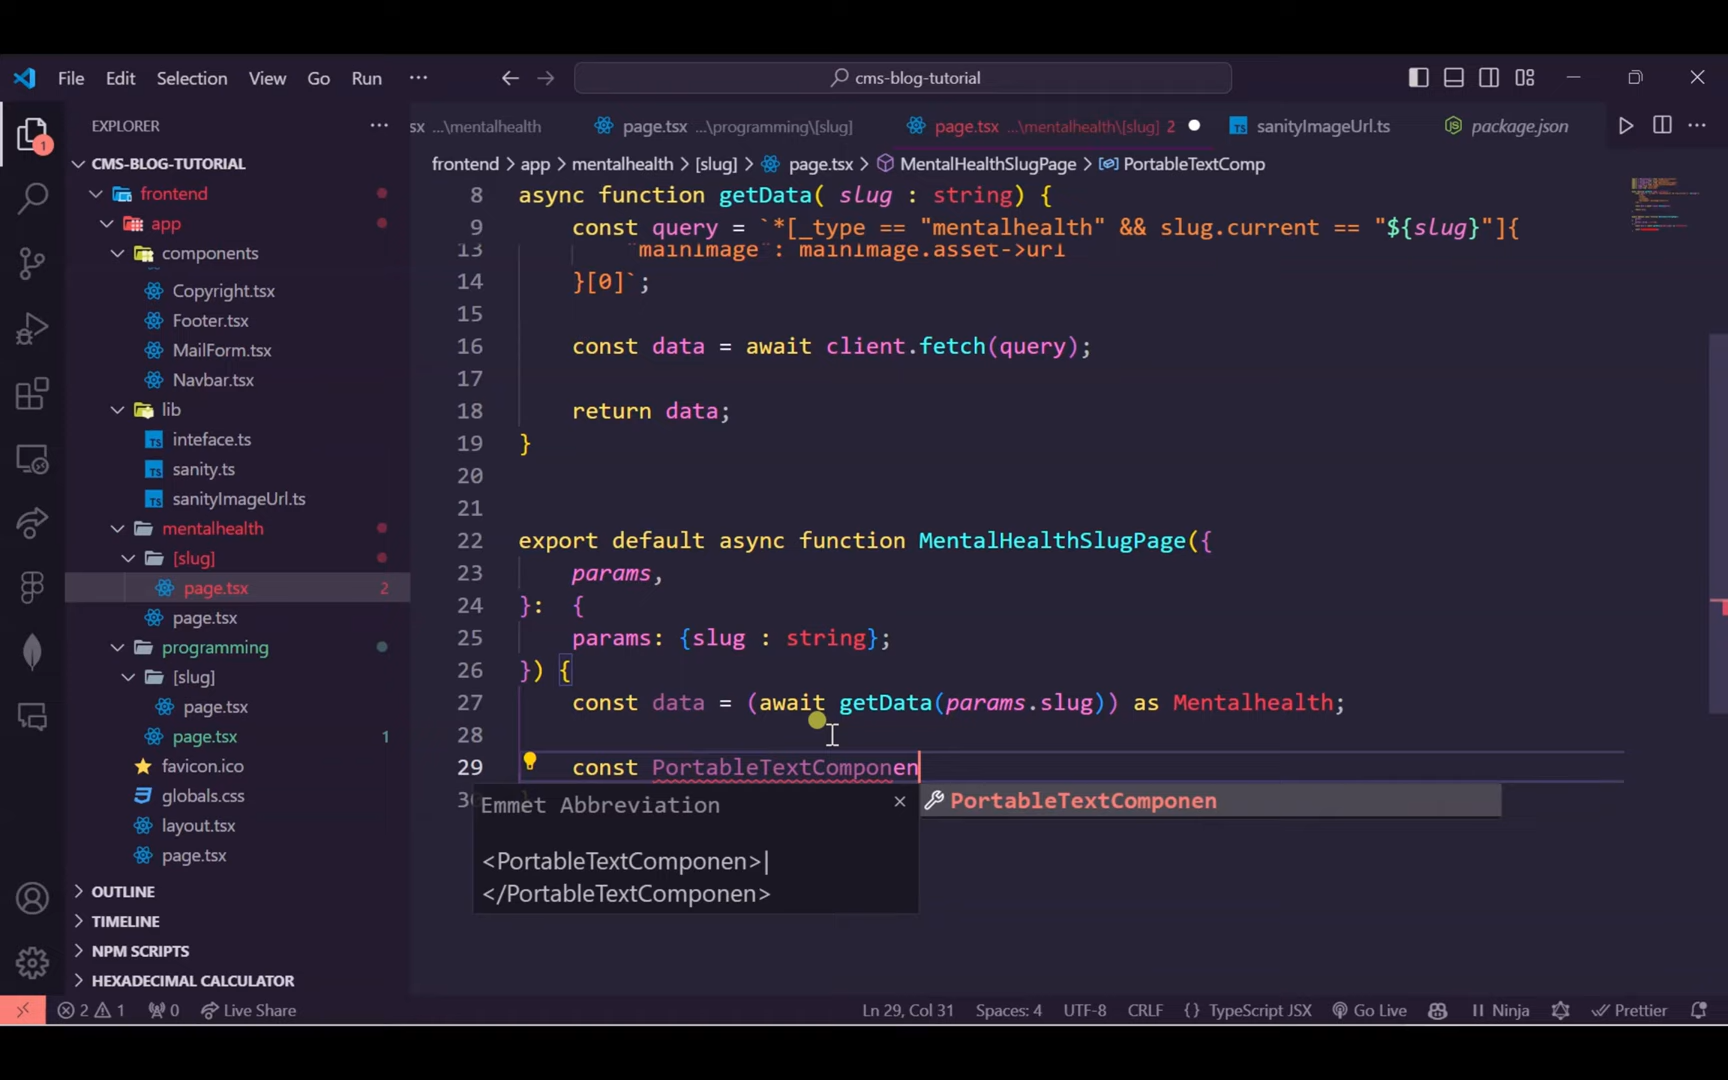 File Edit Selection View Go Run ··· cms-blog-tutorial
EXPLORER ···
CMS-BLOG-TUTORIAL
frontend
app
components
Copyright.tsx
Footer.tsx
MailForm.tsx
Navbar.tsx
lib
inteface.ts
sanity.ts
sanityImageUrl.ts
mentalhealth
[slug]
page.tsx 2
page.tsx
programming
[slug]
page.tsx
page.tsx 1
favicon.ico
globals.css
layout.tsx
page.tsx
OUTLINE
TIMELINE
NPM SCRIPTS
HEXADECIMAL CALCULATOR
1
sx ...\mentalhealth page.tsx ...\programming\[slug] page.tsx ...\mentalhealth\[slug] 2 sanityImageUrl.ts package.json ···
frontend > app > mentalhealth > [slug] > page.tsx > MentalHealthSlugPage > PortableTextComp
8 async function getData( slug : string) {
9 const query = `*[_type == "mentalhealth" && slug.current == "${slug}"]{
13 "mainImage": mainImage.asset->url
14 }[0]`;
15
16 const data = await client.fetch(query);
17
18 return data;
19 }
20
21
22 export default async function MentalHealthSlugPage({
23 params,
24 }: {
25 params: {slug : string};
26 }) {
27 const data = (await getData(params.slug)) as Mentalhealth;
28
29 const PortableTextComponen
30
PortableTextComponen
Emmet Abbreviation
<PortableTextComponen>|
</PortableTextComponen>
2 1 0 Live Share Ln 29, Col 31 Spaces: 4 UTF-8 CRLF {} TypeScript JSX Go Live Ninja Prettier